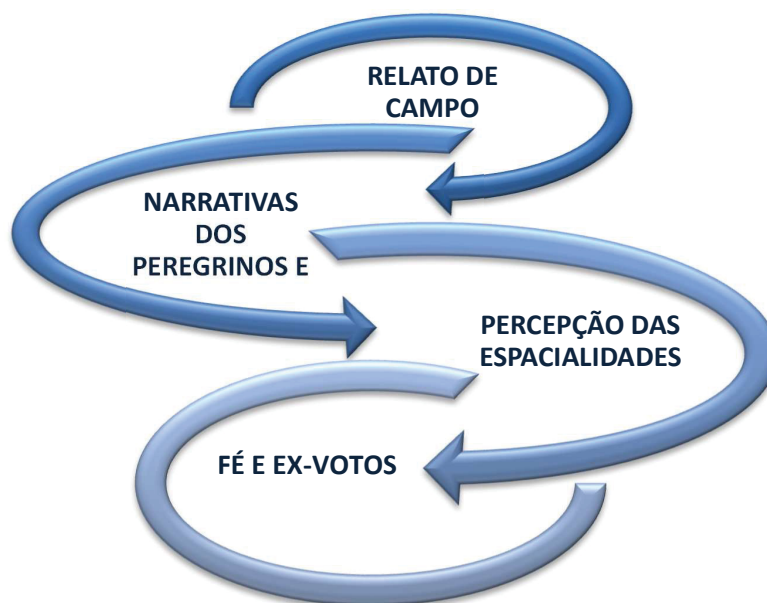 RELATO DE
CAMPO
NARRATIVAS
DOS
PEREGRINOS E
PERCEPÇÃO DAS
ESPACIALIDADES
FÉ E EX-VOTOS